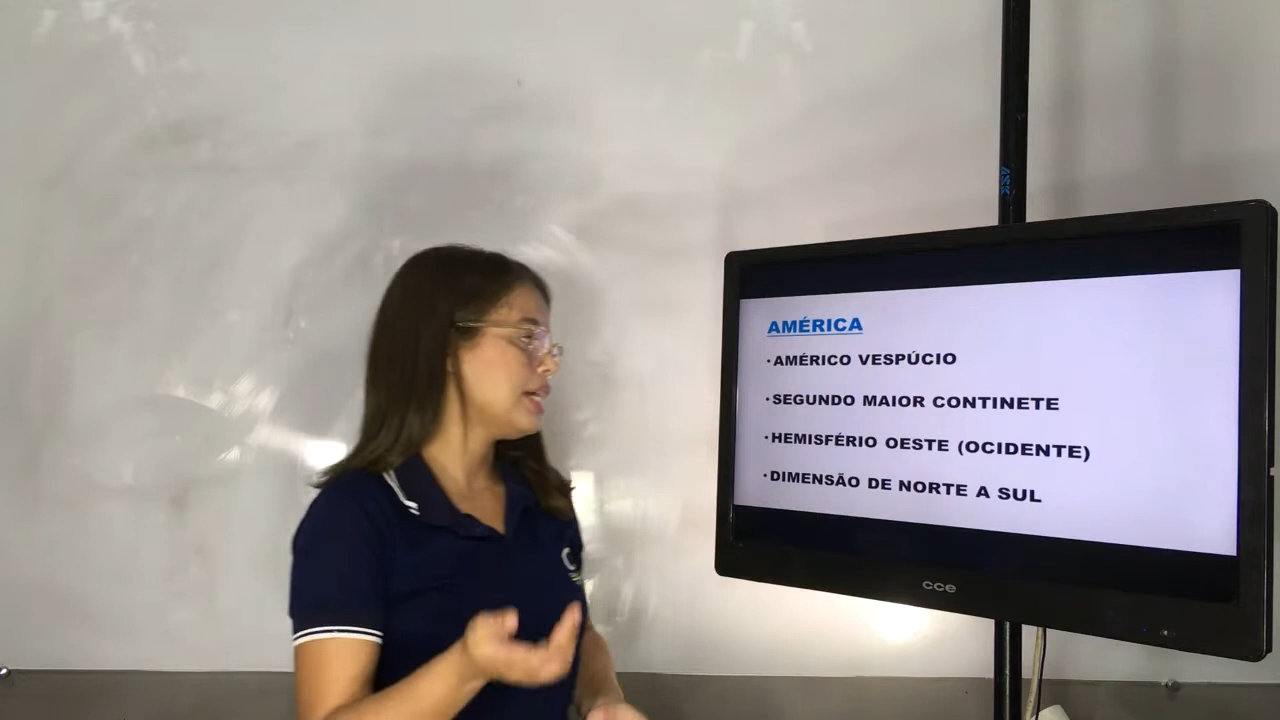 AMÉRICA
• AMÉRICO VESPÚCIO
• SEGUNDO MAIOR CONTINETE
• HEMISFÉRIO OESTE (OCIDENTE)
• DIMENSÃO DE NORTE A SUL
cce